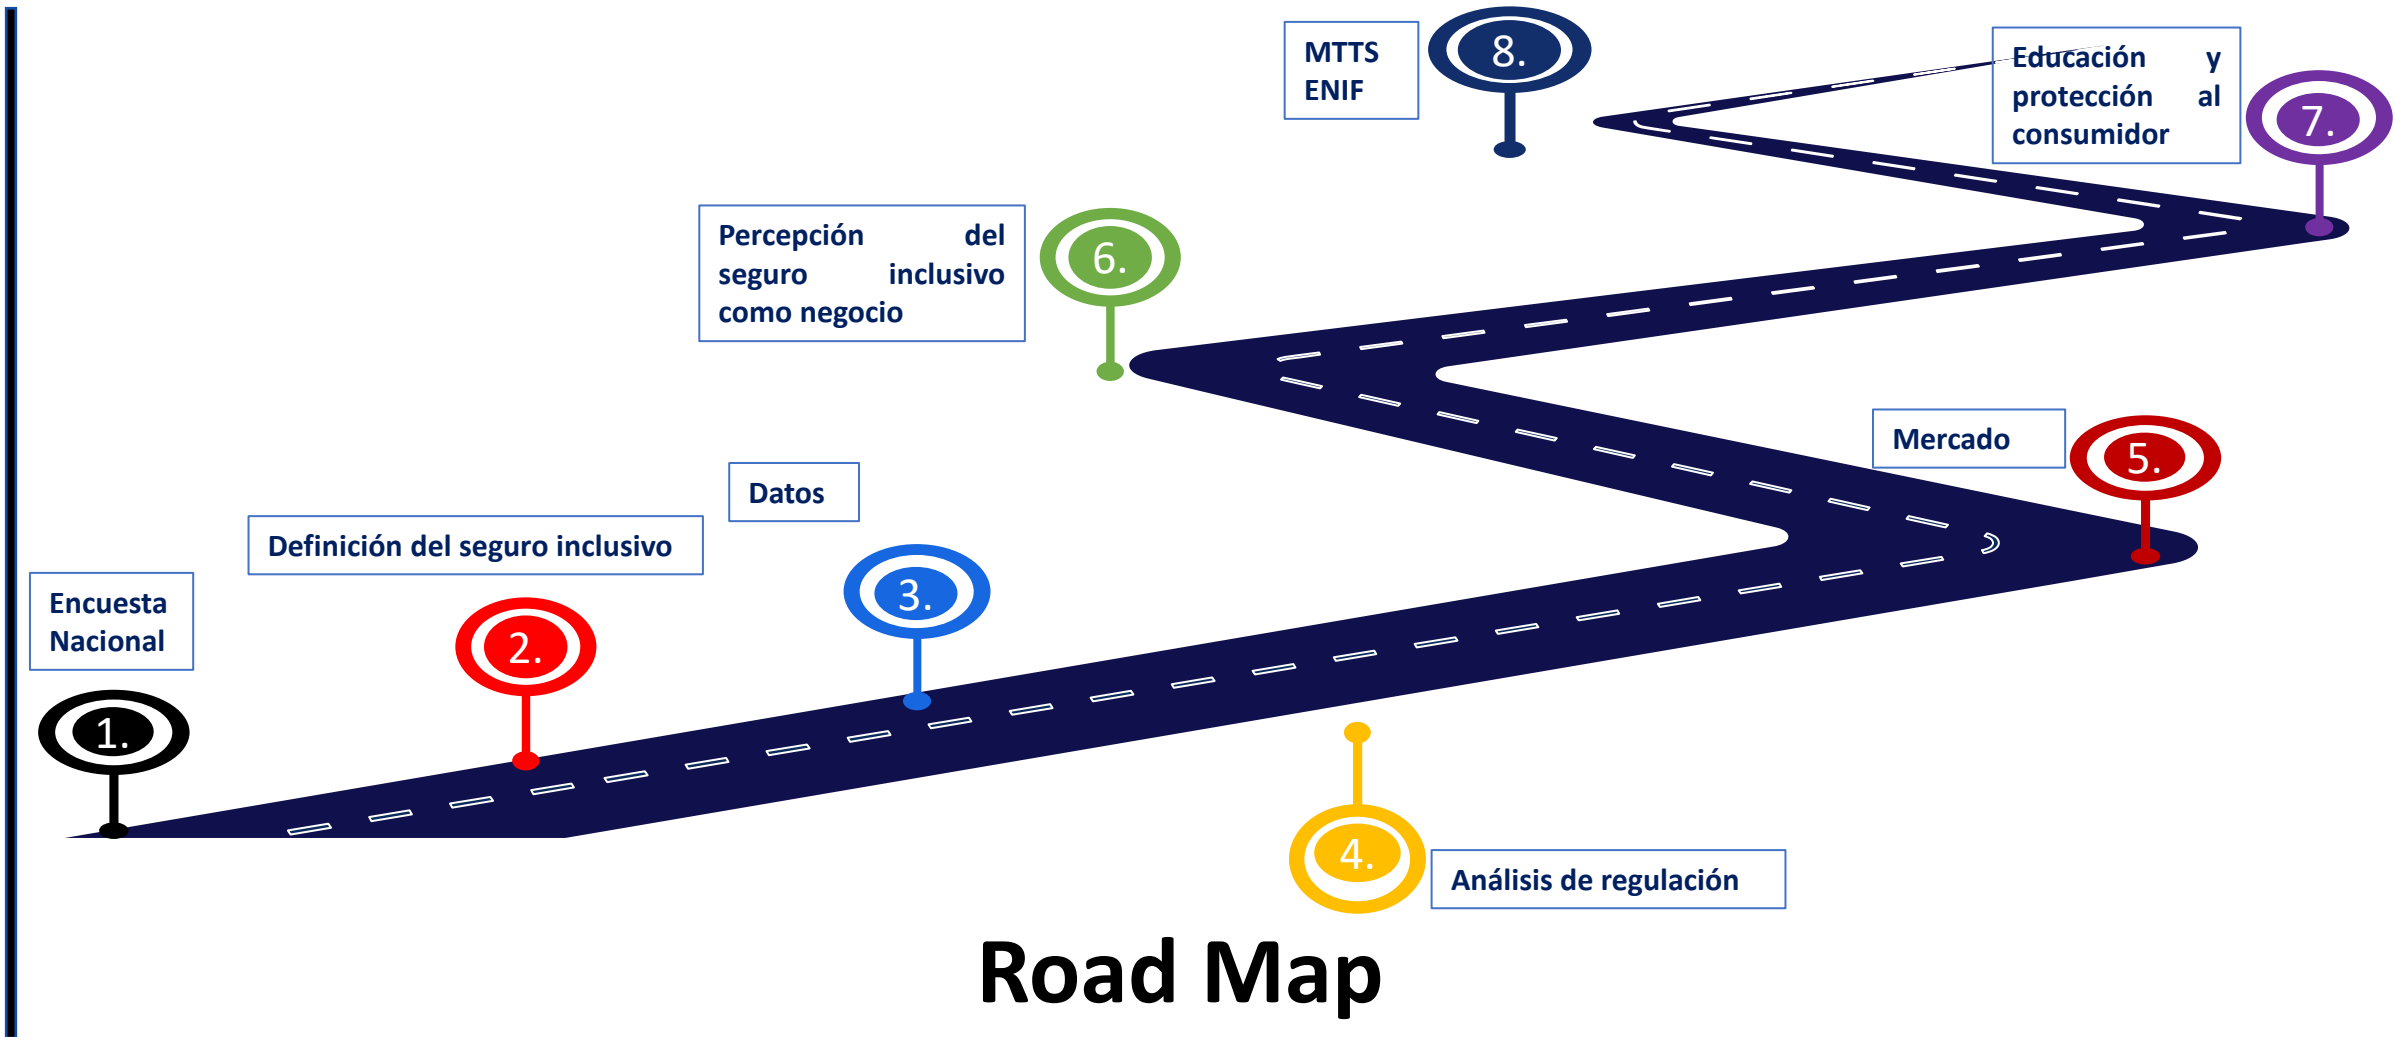 Encuesta
Nacional
1.
Definición del seguro inclusivo
2.
Datos
3.
4.
Análisis de regulación
Mercado
5.
Percepción del
seguro inclusivo
como negocio
6.
Educación y
protección al
consumidor
7.
MTTS
ENIF
8.
Road Map